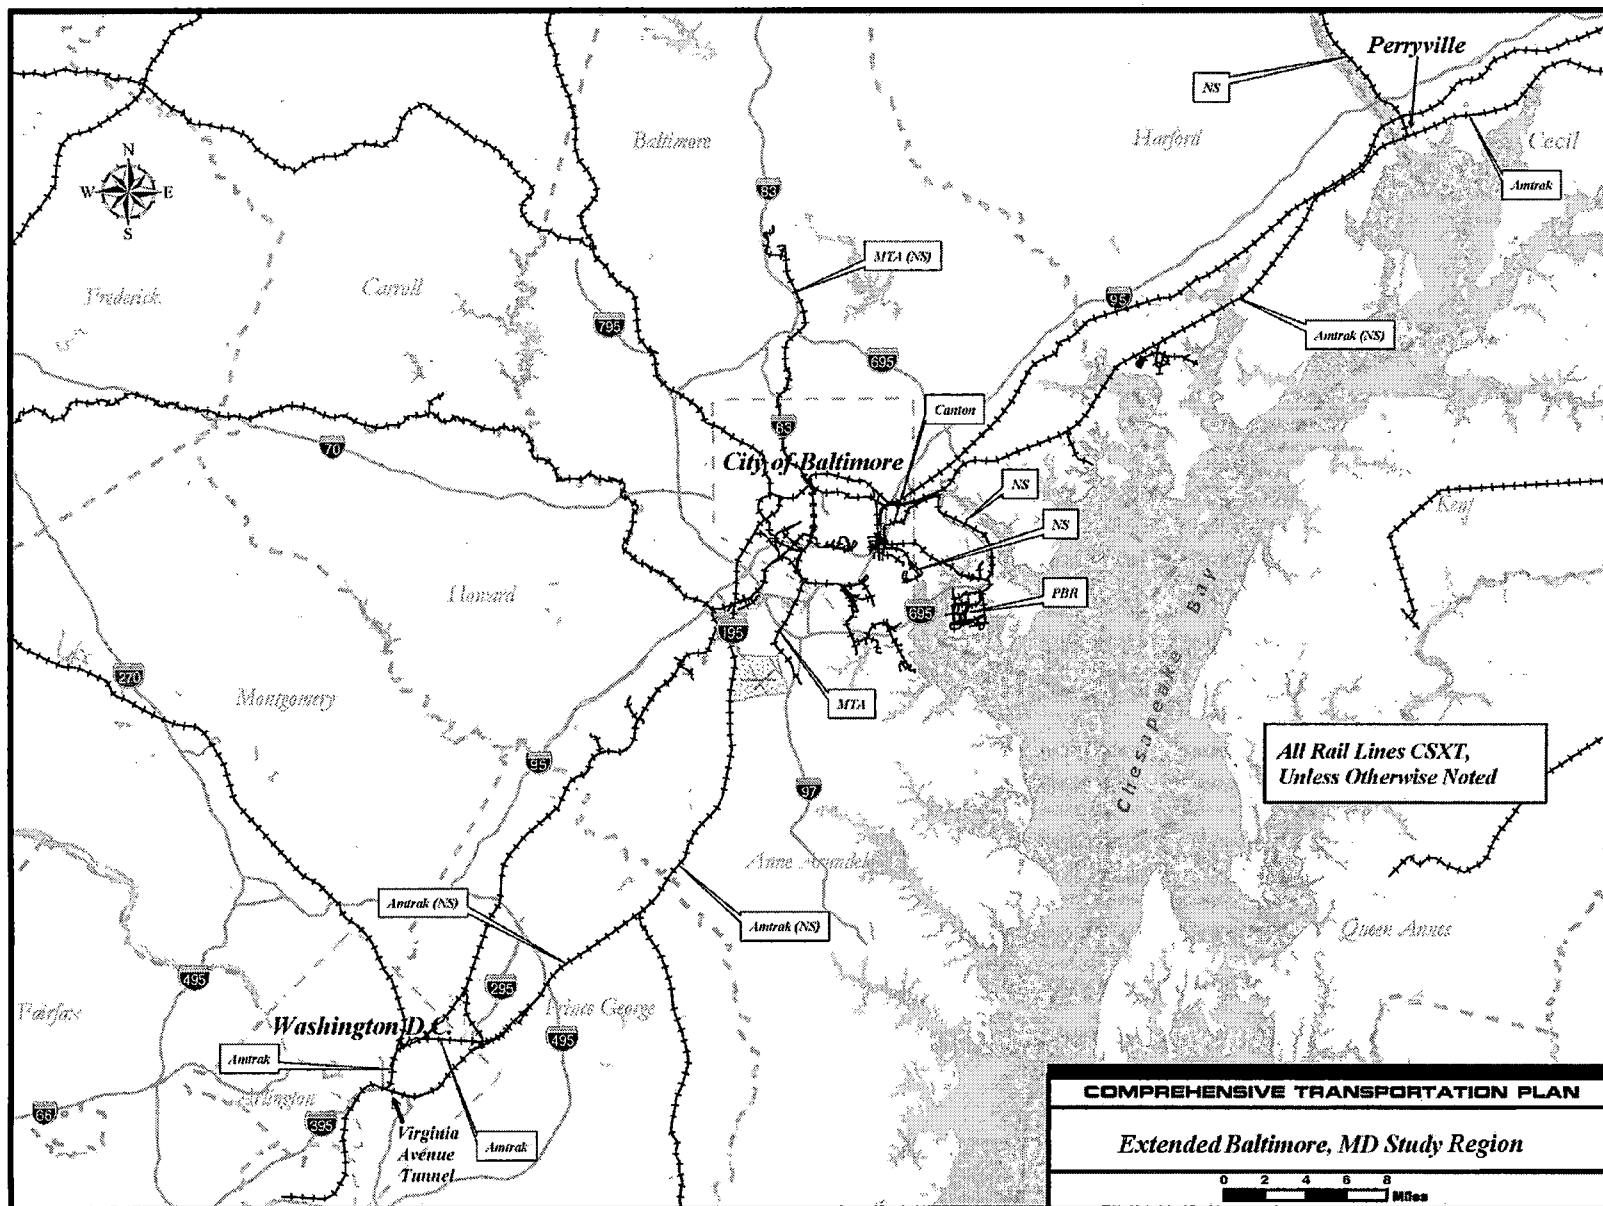 Perryville
NS
Baltimore
Harford
Cecil
N
W
E
S
83
Amtrak
MTA (NS)
Frederick
Carroll
95
795
Amtrak (NS)
695
Canton
83
70
City of Baltimore
NS
Kent
NS
Howard
PBR
695
195
270
Montgomery
MTA
Chesapeake Bay
All Rail Lines CSXT,
Unless Otherwise Noted
95
97
Anne Arundel
Amtrak (NS)
Amtrak (NS)
Queen Annes
495
295
Fairfax
Prince George
Washington D.C.
495
Amtrak
Arlington
66
395
Virginia
Avenue
Tunnel
Amtrak
COMPREHENSIVE TRANSPORTATION PLAN
Extended Baltimore, MD Study Region
0 2 4 6 8
Miles